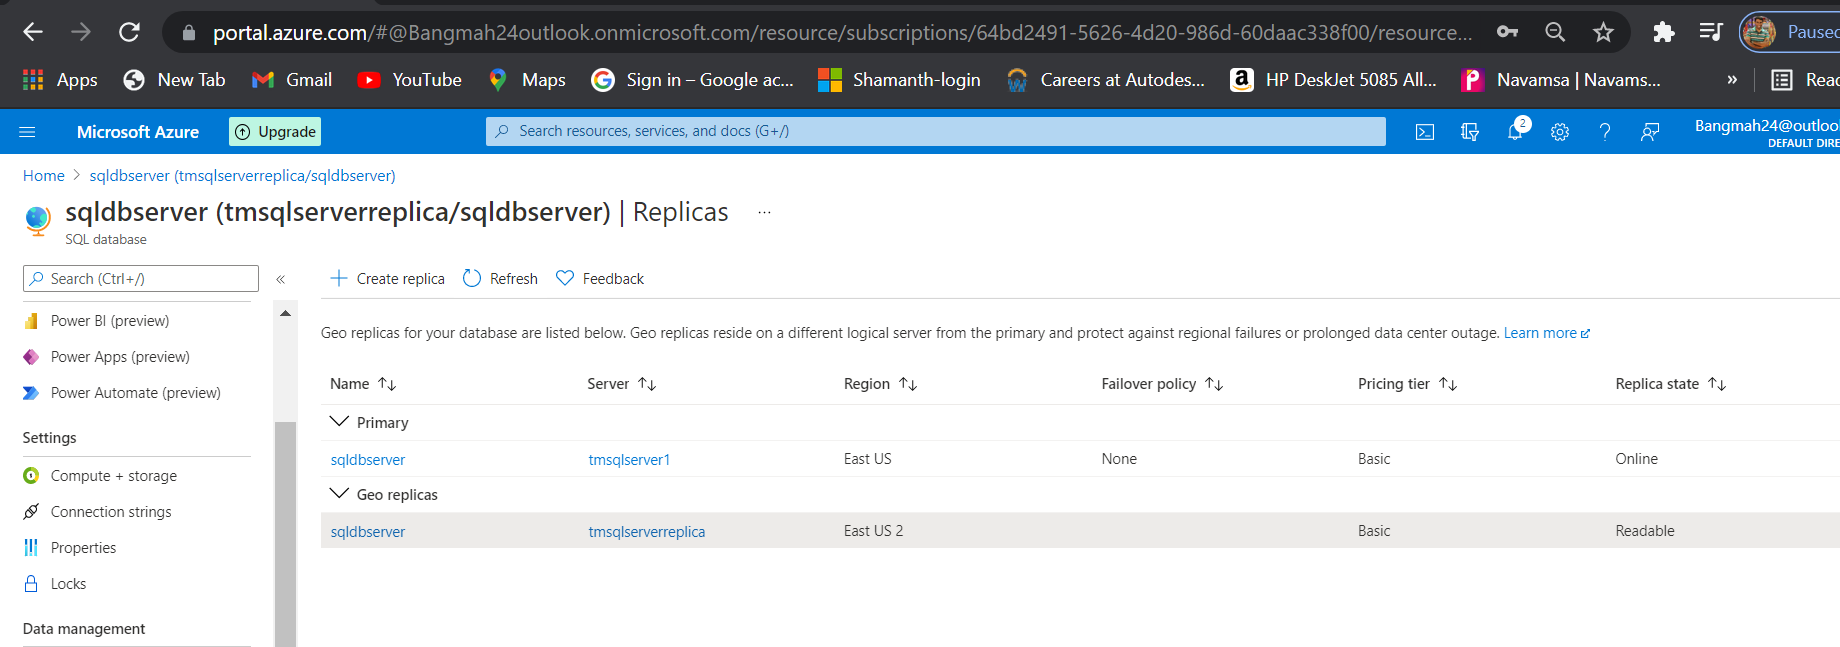 portal.azure.com/#@Bangmah24outlook.onmicrosoft.com/resource/subscriptions/64bd2491-5626-4d20-986d-60daac338f00/resource...
Paused
Apps New Tab Gmail YouTube Maps Sign in – Google ac... Shamanth-login Careers at Autodes... HP DeskJet 5085 All... Navamsa | Navams... » Reac
Microsoft Azure Upgrade Search resources, services, and docs (G+/) 2 Bangmah24@outlool
DEFAULT DIRE
Home > sqldbserver (tmsqlserverreplica/sqldbserver)
sqldbserver (tmsqlserverreplica/sqldbserver) | Replicas ...
SQL database
Search (Ctrl+/) «
Create replica Refresh Feedback
Power BI (preview)
Power Apps (preview)
Power Automate (preview)
Settings
Compute + storage
Connection strings
Properties
Locks
Data management
Geo replicas for your database are listed below. Geo replicas reside on a different logical server from the primary and protect against regional failures or prolonged data center outage. Learn more
Name ↑↓ Server ↑↓ Region ↑↓ Failover policy ↑↓ Pricing tier ↑↓ Replica state ↑↓
Primary
sqldbserver tmsqlserver1 East US None Basic Online
Geo replicas
sqldbserver tmsqlserverreplica East US 2 Basic Readable